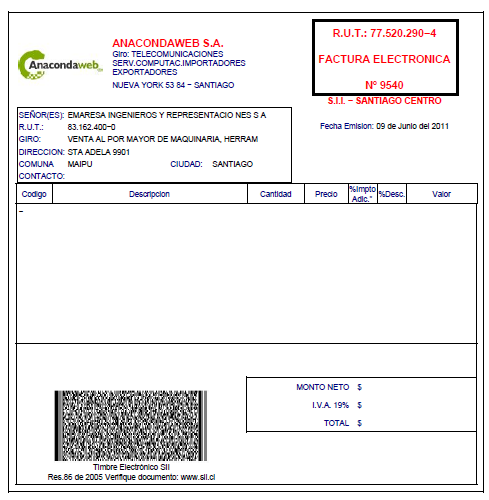 Anacondaweb
ANACONDAWEB S.A.
Giro: TELECOMUNICACIONES
SERV.COMPUTAC.IMPORTADORES
EXPORTADORES
NUEVA YORK 53 84 - SANTIAGO
R.U.T.: 77.520.290-4
FACTURA ELECTRONICA
Nº 9540
S.I.I. - SANTIAGO CENTRO
Fecha Emision: 09 de Junio del 2011
SEÑOR(ES): EMARESA INGENIEROS Y REPRESENTACIO NES S A
R.U.T.: 83.162.400-0
GIRO: VENTA AL POR MAYOR DE MAQUINARIA, HERRAM
DIRECCION: STA ADELA 9901
COMUNA MAIPU CIUDAD: SANTIAGO
CONTACTO:
Codigo Descripcion Cantidad Precio %Impto Adic.* %Desc. Valor
-
MONTO NETO $
I.V.A. 19% $
TOTAL $
Timbre Electrónico SII
Res.86 de 2005 Verifique documento: www.sii.cl